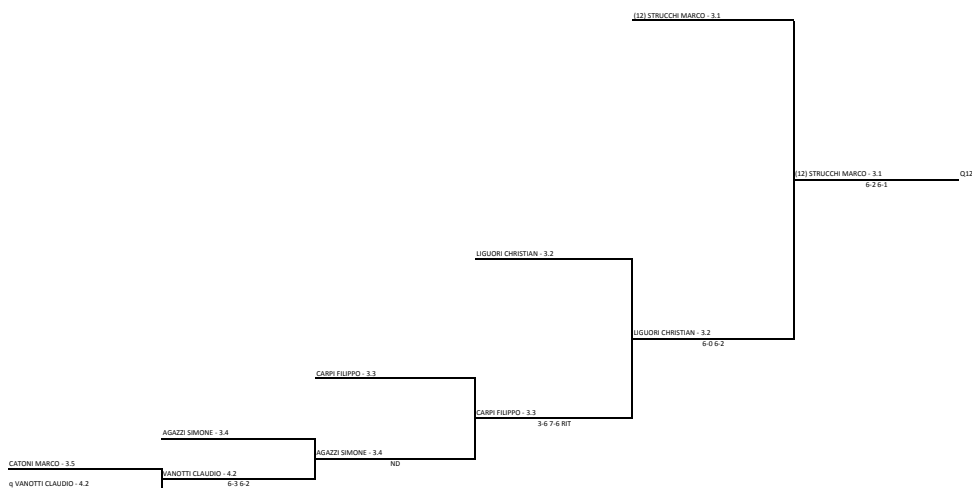 (12) STRUCCHI MARCO - 3.1
(12) STRUCCHI MARCO - 3.1
Q12
6-2 6-1
LIGUORI CHRISTIAN - 3.2
LIGUORI CHRISTIAN - 3.2
6-0 6-2
CARPI FILIPPO - 3.3
CARPI FILIPPO - 3.3
3-6 7-6 RIT
AGAZZI SIMONE - 3.4
AGAZZI SIMONE - 3.4
ND
CATONI MARCO - 3.5
VANOTTI CLAUDIO - 4.2
6-3 6-2
q VANOTTI CLAUDIO - 4.2